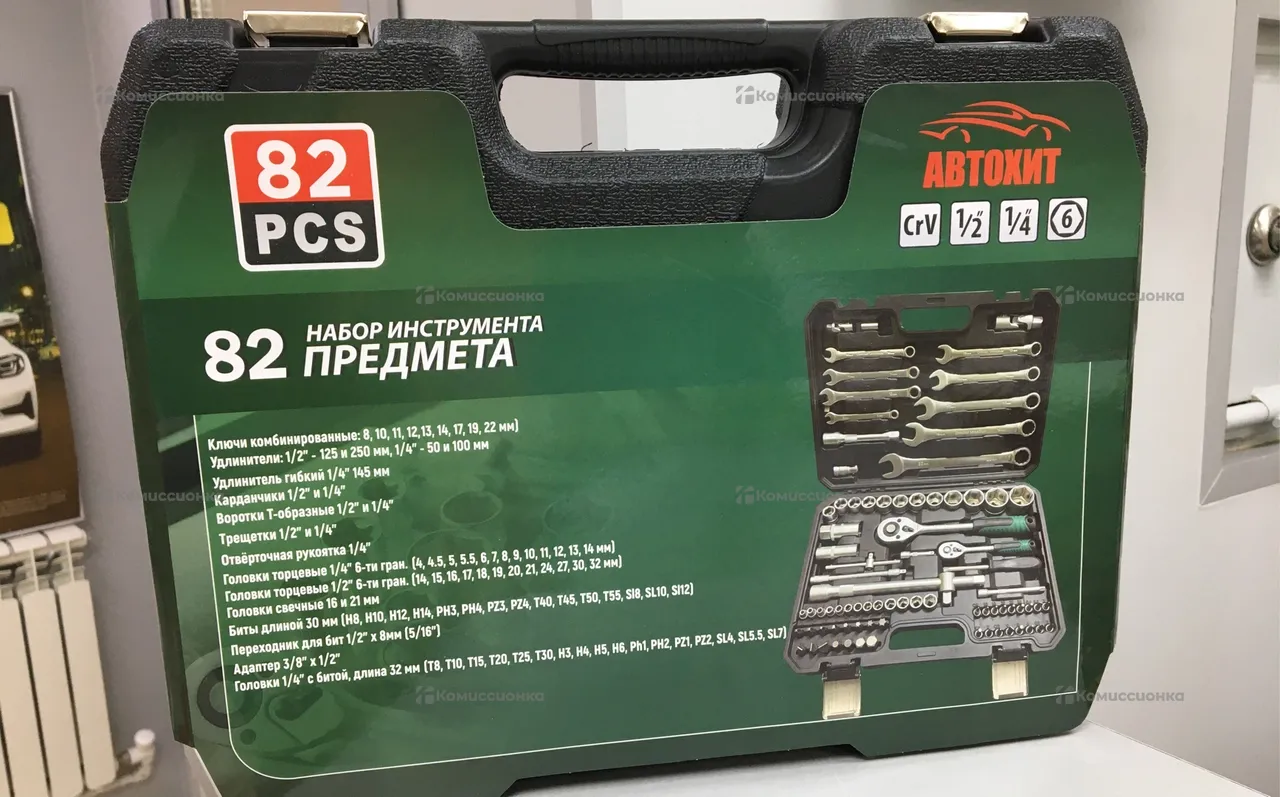 82
PCS
АВТОХИТ
CrV 1/2" 1/4" 6
82 НАБОР ИНСТРУМЕНТА
ПРЕДМЕТА
Ключи комбинированные: 8, 10, 11, 12,13, 14, 17, 19, 22 мм)
Удлинители: 1/2" - 125 и 250 мм, 1/4" - 50 и 100 мм
Удлинитель гибкий 1/4" 145 мм
Карданчики 1/2" и 1/4"
Воротки Т-образные 1/2" и 1/4"
Трещетки 1/2" и 1/4"
Отвёрточная рукоятка 1/4"
Головки торцевые 1/4" 6-ти гран. (4, 4.5, 5, 5.5, 6, 7, 8, 9, 10, 11, 12, 13, 14 мм)
Головки торцевые 1/2" 6-ти гран. (14, 15, 16, 17, 18, 19, 20, 21, 24, 27, 30, 32 мм)
Головки свечные 16 и 21 мм
Биты длиной 30 мм (H8, H10, H12, H14, PH3, PH4, PZ3, PZ4, T40, T45, T50, T55, Sl8, SL10, Sl12)
Переходник для бит 1/2" x 8мм (5/16")
Адаптер 3/8" x 1/2"
Головки 1/4" с битой, длина 32 мм (T8, T10, T15, T20, T25, T30, H3, H4, H5, H6, Ph1, PH2, PZ1, PZ2, SL4, SL5.5, SL7)
Комиссионка
Комиссионка
Комиссионка
Комиссионка
Комиссионка
Комиссионка
Комиссионка
Комиссионка